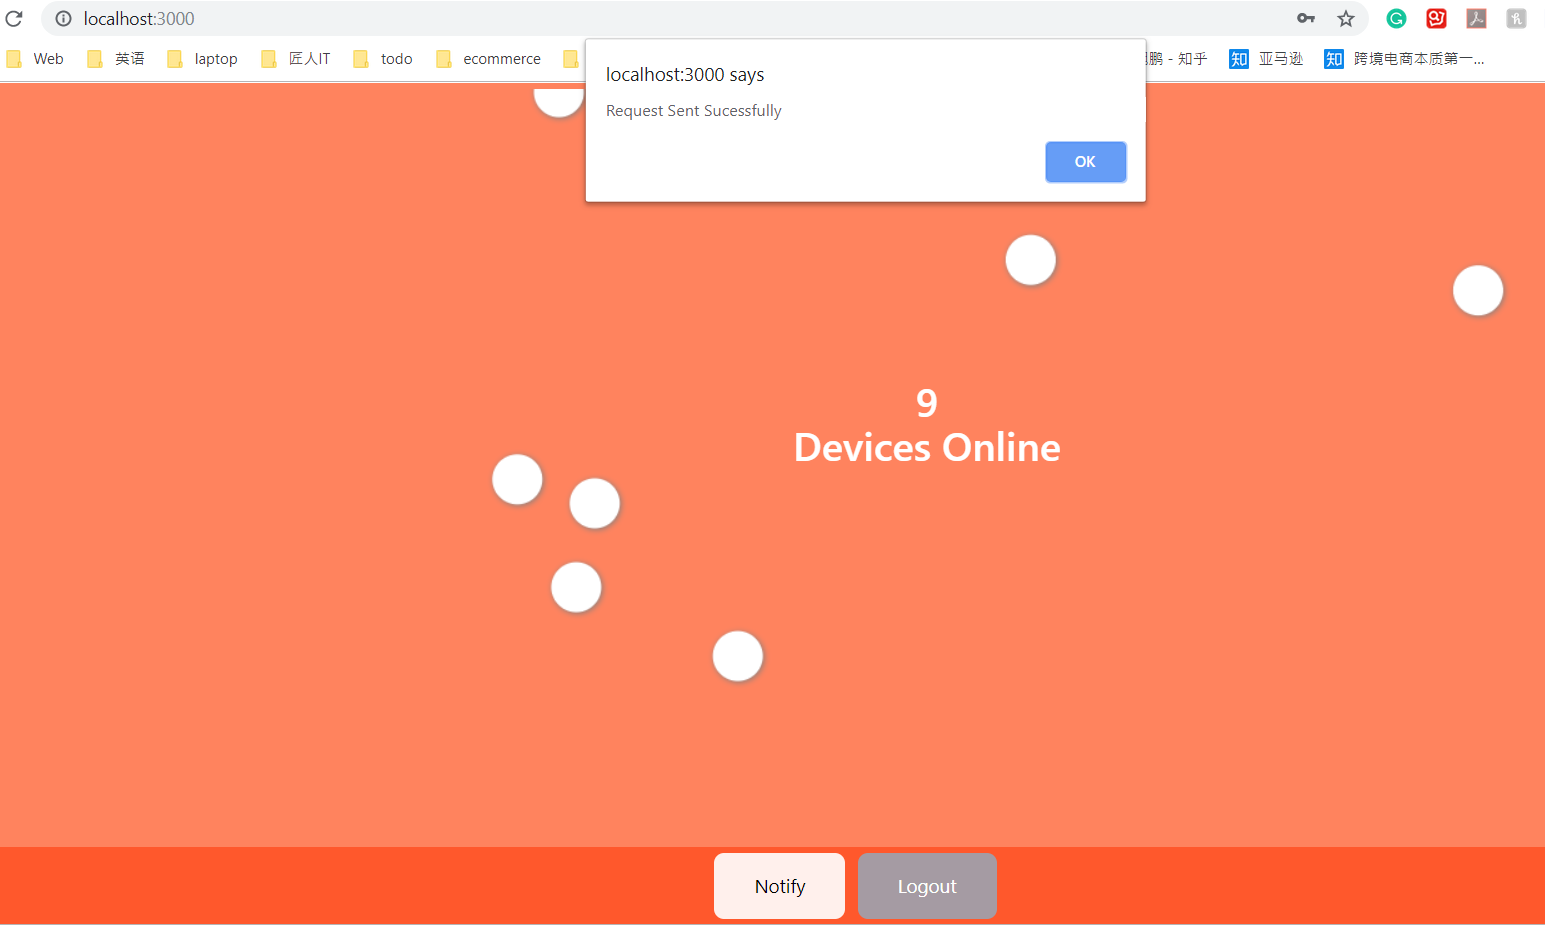 localhost:3000
Web 英语 laptop 匠人IT todo ecommerce 鹏 - 知乎 知 亚马逊 知 跨境电商本质第一...
localhost:3000 says
Request Sent Sucessfully
OK
9
Devices Online
Notify Logout